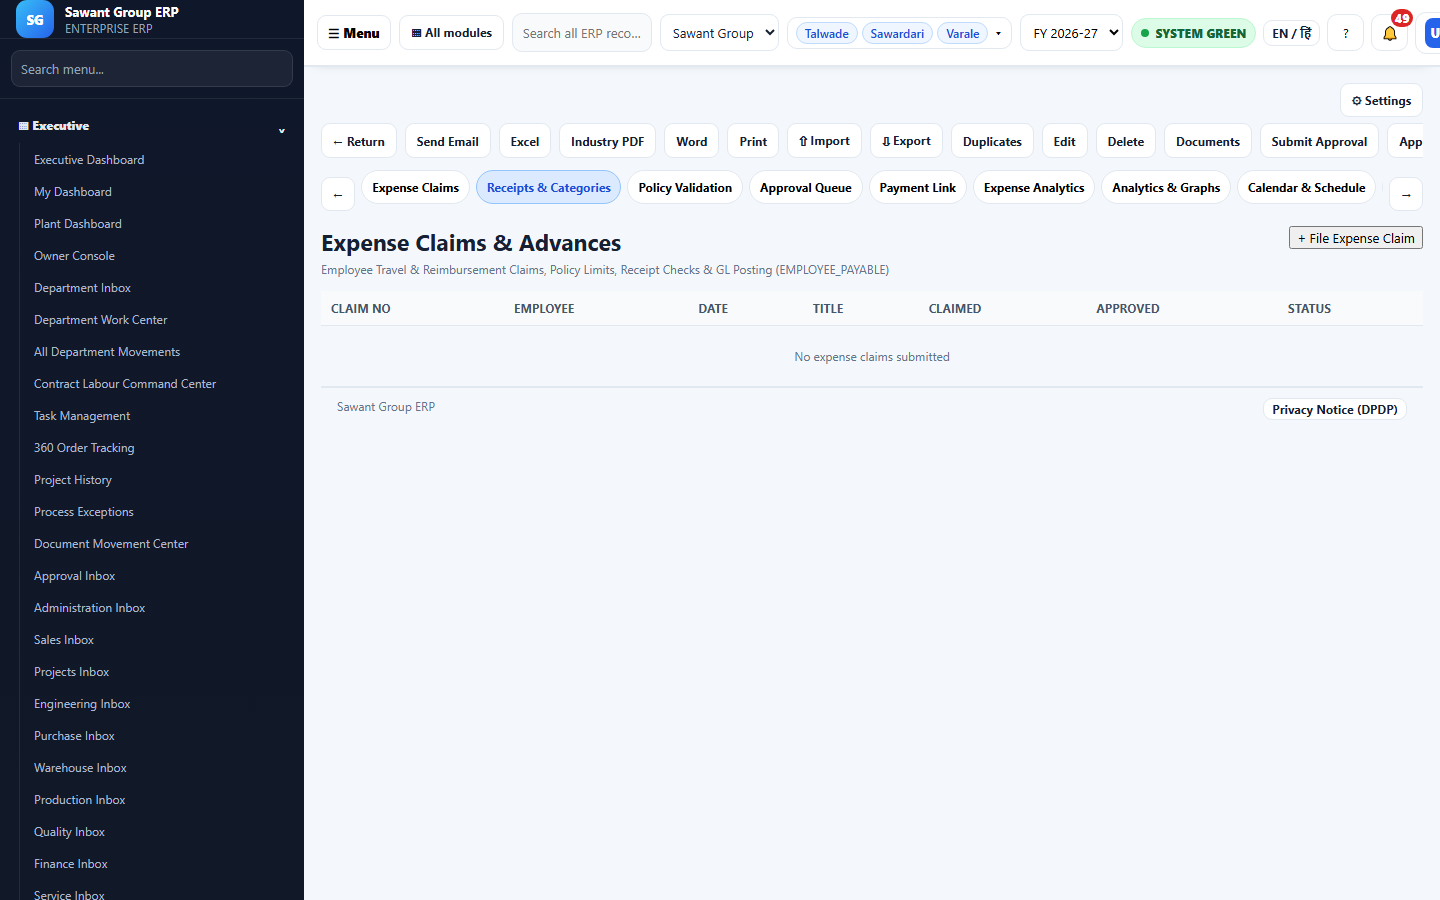 SG
Sawant Group ERP
ENTERPRISE ERP
Search menu...
Executive
Executive Dashboard
My Dashboard
Plant Dashboard
Owner Console
Department Inbox
Department Work Center
All Department Movements
Contract Labour Command Center
Task Management
360 Order Tracking
Project History
Process Exceptions
Document Movement Center
Approval Inbox
Administration Inbox
Sales Inbox
Projects Inbox
Engineering Inbox
Purchase Inbox
Warehouse Inbox
Production Inbox
Quality Inbox
Finance Inbox
Service Inbox
☰ Menu
All modules
Search all ERP reco...
Sawant Group
Talwade
Sawardari
Varale
FY 2026-27
SYSTEM GREEN
EN / हिं
?
49
U
⚙ Settings
← Return
Send Email
Excel
Industry PDF
Word
Print
⇧ Import
⇩ Export
Duplicates
Edit
Delete
Documents
Submit Approval
App
←
Expense Claims
Receipts & Categories
Policy Validation
Approval Queue
Payment Link
Expense Analytics
Analytics & Graphs
Calendar & Schedule
→
Expense Claims & Advances
+ File Expense Claim
Employee Travel & Reimbursement Claims, Policy Limits, Receipt Checks & GL Posting (EMPLOYEE_PAYABLE)
CLAIM NO EMPLOYEE DATE TITLE CLAIMED APPROVED STATUS
No expense claims submitted
Sawant Group ERP
Privacy Notice (DPDP)